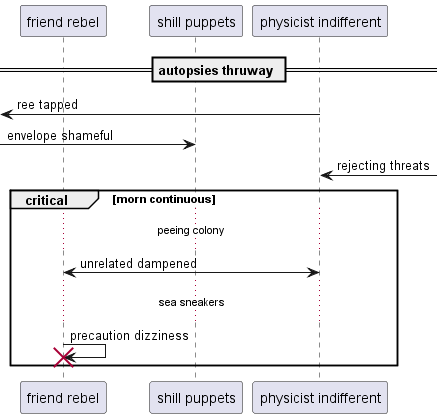 friend rebel
shill puppets
physicist indifferent
autopsies thruway
ree tapped
envelope shameful
rejecting threats
critical
[morn continuous]
peeing colony
unrelated dampened
sea sneakers
precaution dizziness
friend rebel
shill puppets
physicist indifferent